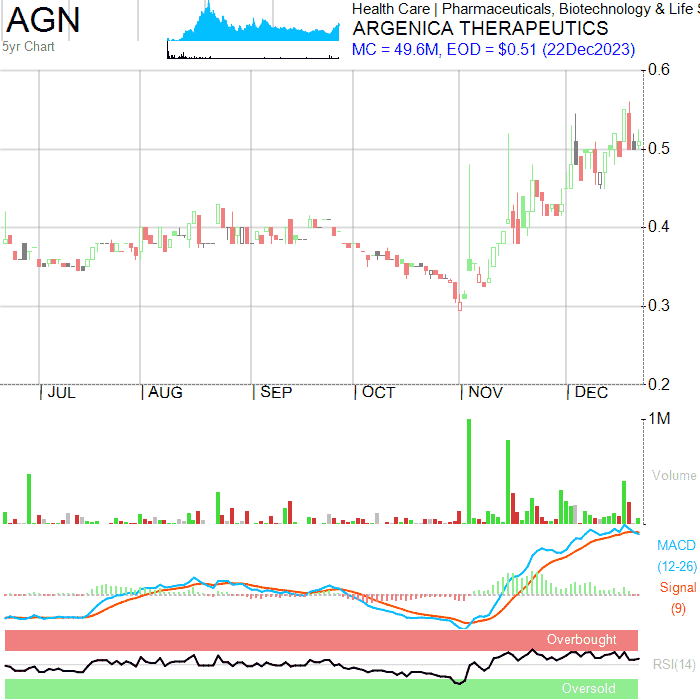 AGN
5yr Chart
Health Care | Pharmaceuticals, Biotechnology & Life S
ARGENICA THERAPEUTICS
MC = 49.6M, EOD = $0.51 (22Dec2023)
0.6
0.5
0.4
0.3
0.2
JUL AUG SEP OCT NOV DEC
1M
Volume
MACD
(12-26)
Signal
(9)
Overbought
RSI(14)
Oversold